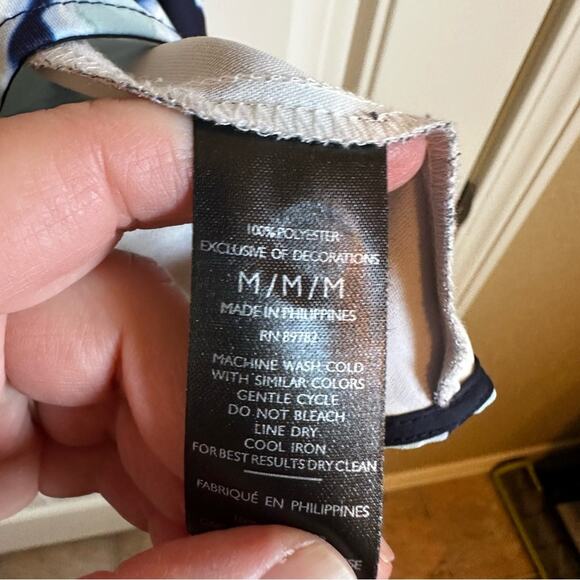 100% POLYESTER
EXCLUSIVE OF DECORATIONS
M/M/M
MADE IN PHILIPPINES
RN 89782
MACHINE WASH COLD
WITH SIMILAR COLORS
GENTLE CYCLE
DO NOT BLEACH
LINE DRY
COOL IRON
FOR BEST RESULTS DRY CLEAN
FABRIQUÉ EN PHILIPPINES